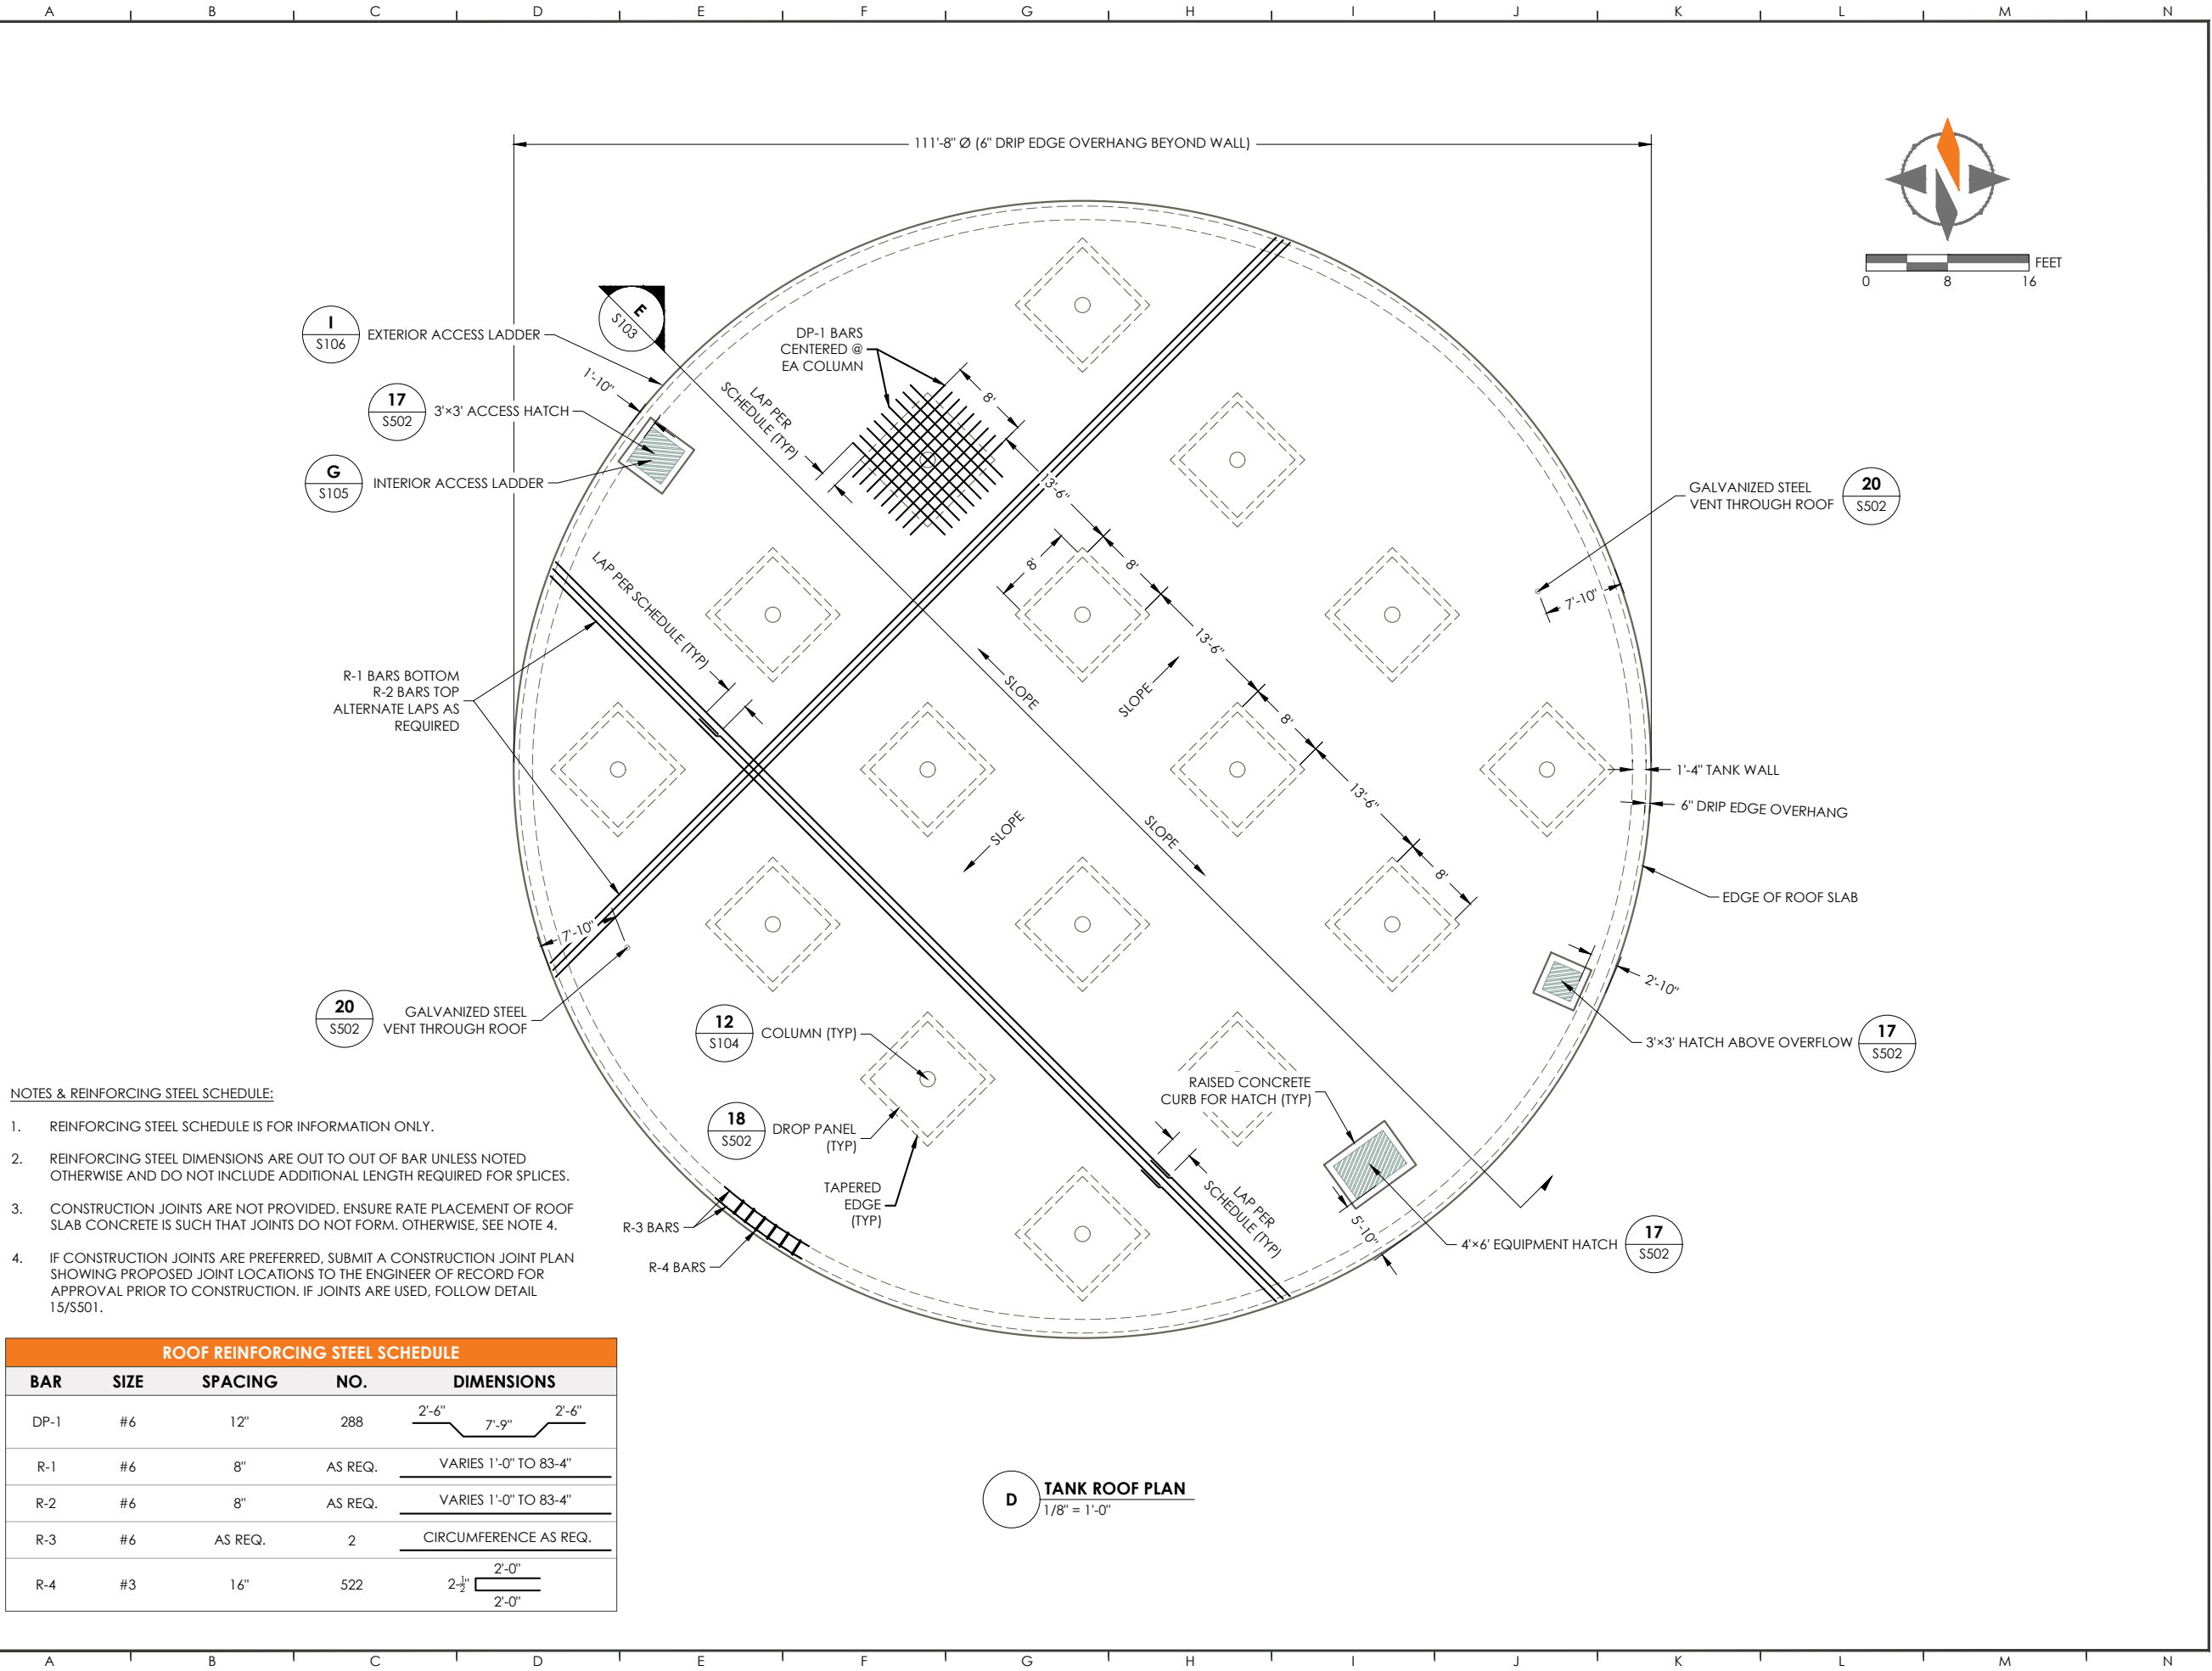 A B C D E F G H I J K L M N
111'-8" Ø (6" DRIP EDGE OVERHANG BEYOND WALL)
FEET
0 8 16
I
S106
EXTERIOR ACCESS LADDER
E
S103
1'-10"
17
S502
3'×3' ACCESS HATCH
G
S105
INTERIOR ACCESS LADDER
DP-1 BARS
CENTERED @
EA COLUMN
LAP PER
SCHEDULE (TYP)
8'
13'-6"
8'
8'
13'-6"
8'
13'-6"
8'
GALVANIZED STEEL
VENT THROUGH ROOF
20
S502
7'-10"
LAP PER SCHEDULE (TYP)
R-1 BARS BOTTOM
R-2 BARS TOP
ALTERNATE LAPS AS
REQUIRED
SLOPE
SLOPE
SLOPE
SLOPE
1'-4" TANK WALL
6" DRIP EDGE OVERHANG
EDGE OF ROOF SLAB
7'-10"
20
S502
GALVANIZED STEEL
VENT THROUGH ROOF
2'-10"
3'×3' HATCH ABOVE OVERFLOW
17
S502
12
S104
COLUMN (TYP)
18
S502
DROP PANEL
(TYP)
TAPERED
EDGE
(TYP)
RAISED CONCRETE
CURB FOR HATCH (TYP)
LAP PER
SCHEDULE (TYP)
5'-10"
4'×6' EQUIPMENT HATCH
17
S502
R-3 BARS
R-4 BARS
NOTES & REINFORCING STEEL SCHEDULE:
1. REINFORCING STEEL SCHEDULE IS FOR INFORMATION ONLY.
2. REINFORCING STEEL DIMENSIONS ARE OUT TO OUT OF BAR UNLESS NOTED
OTHERWISE AND DO NOT INCLUDE ADDITIONAL LENGTH REQUIRED FOR SPLICES.
3. CONSTRUCTION JOINTS ARE NOT PROVIDED. ENSURE RATE PLACEMENT OF ROOF
SLAB CONCRETE IS SUCH THAT JOINTS DO NOT FORM. OTHERWISE, SEE NOTE 4.
4. IF CONSTRUCTION JOINTS ARE PREFERRED, SUBMIT A CONSTRUCTION JOINT PLAN
SHOWING PROPOSED JOINT LOCATIONS TO THE ENGINEER OF RECORD FOR
APPROVAL PRIOR TO CONSTRUCTION. IF JOINTS ARE USED, FOLLOW DETAIL
15/S501.
ROOF REINFORCING STEEL SCHEDULE
BAR SIZE SPACING NO. DIMENSIONS
DP-1 #6 12" 288 2'-6" 7'-9" 2'-6"
R-1 #6 8" AS REQ. VARIES 1'-0" TO 83-4"
R-2 #6 8" AS REQ. VARIES 1'-0" TO 83-4"
R-3 #6 AS REQ. 2 CIRCUMFERENCE AS REQ.
R-4 #3 16" 522 2'-0" 2-½" 2'-0"
D
TANK ROOF PLAN
1/8" = 1'-0"
A B C D E F G H I J K L M N